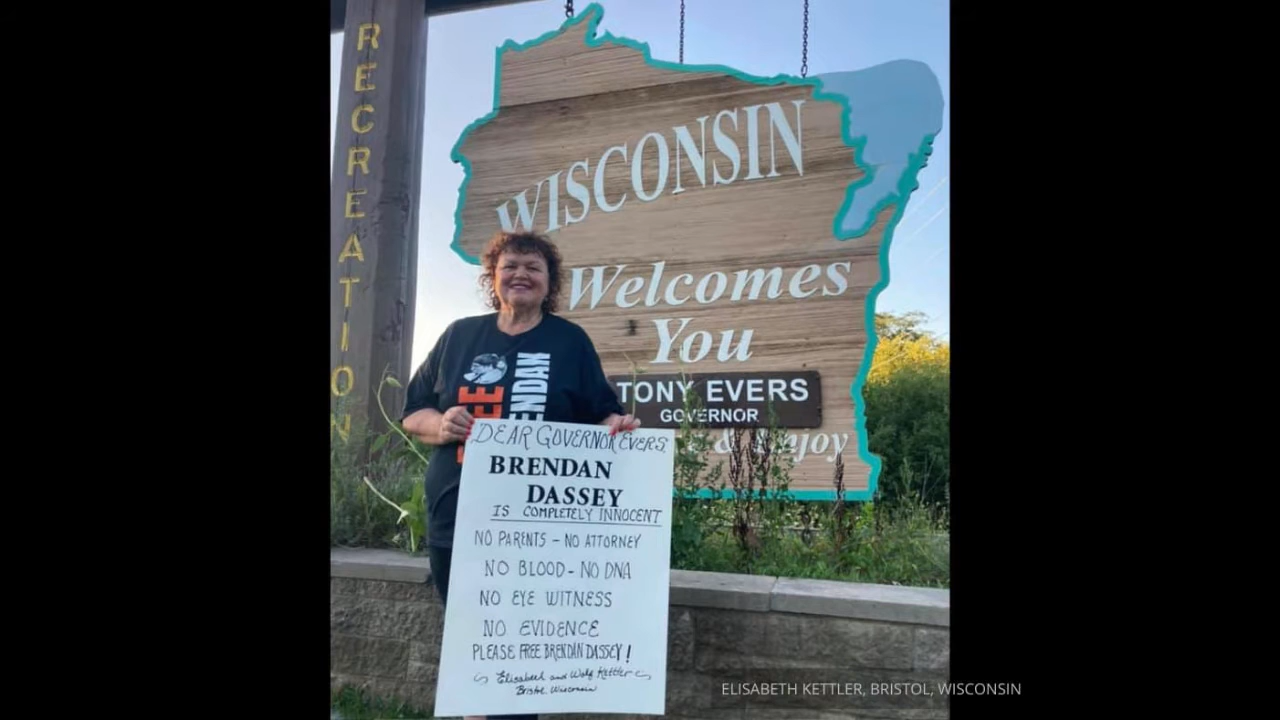 RECREATION
WISCONSIN
Welcomes
You
TONY EVERS
GOVERNOR
& Enjoy
DEAR GOVERNOR EVERS,
BRENDAN
DASSEY
IS COMPLETELY INNOCENT
NO PARENTS - NO ATTORNEY
NO BLOOD - NO DNA
NO EYE WITNESS
NO EVIDENCE
PLEASE FREE BRENDAN DASSEY!
Elisabeth and Wolf Kettler
Bristol, Wisconsin
ELISABETH KETTLER, BRISTOL, WISCONSIN